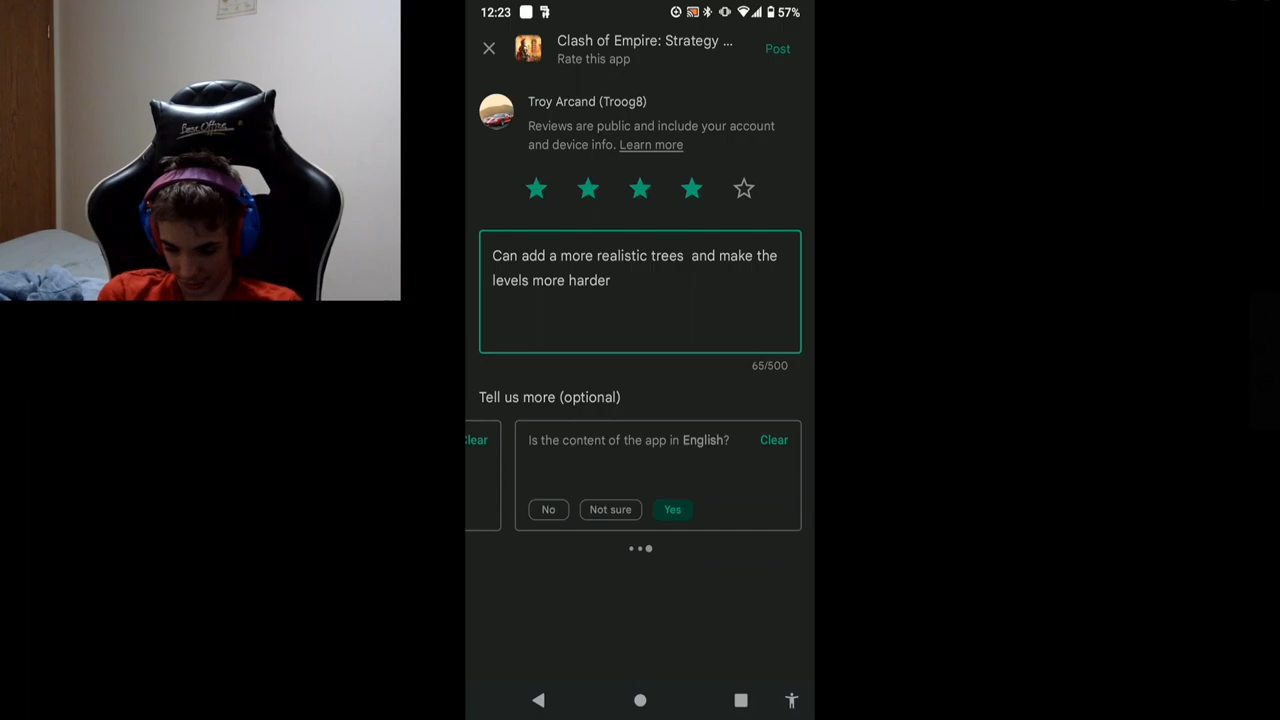 12:23
57%
Clash of Empire: Strategy ...
Rate this app
Post
Troy Arcand (Troog8)
Reviews are public and include your account
and device info. Learn more
Can add a more realistic trees  and make the
levels more harder
65/500
Tell us more (optional)
Clear
Is the content of the app in English?
Clear
No
Not sure
Yes